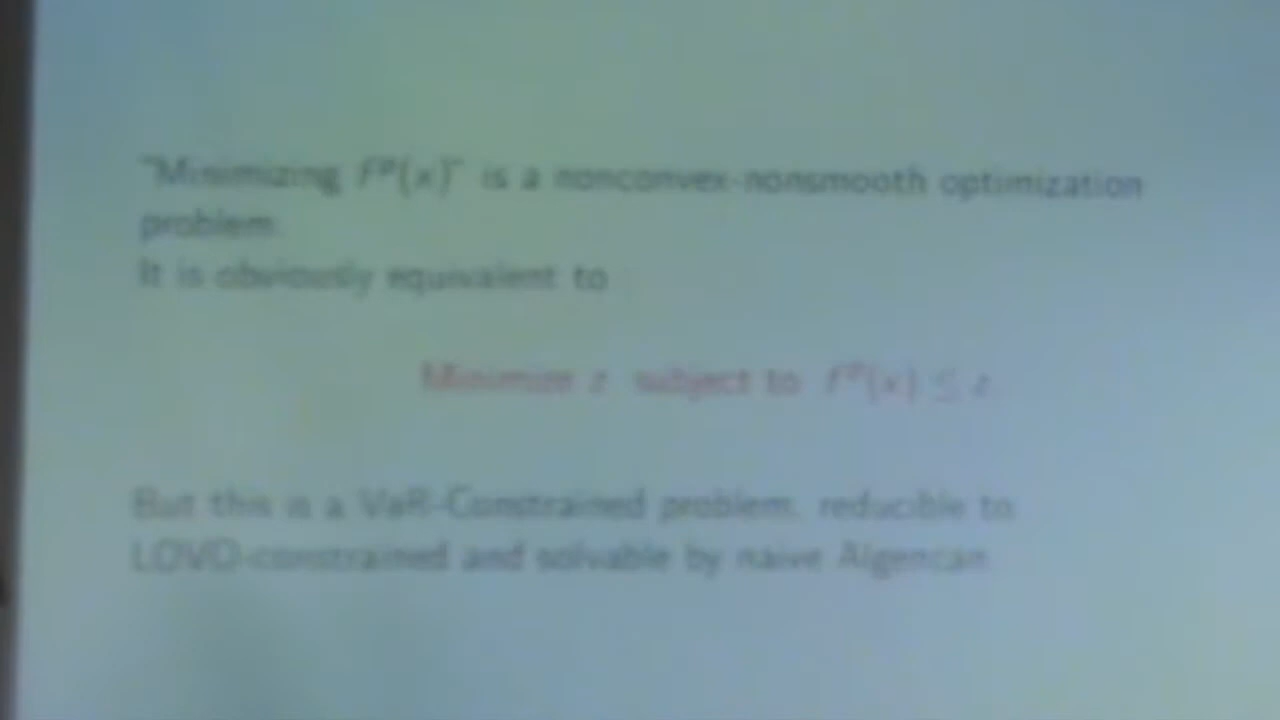 "Minimizing f^p(x)" is a nonconvex-nonsmooth optimization
problem.
It is obviously equivalent to
Minimize z subject to f^p(x) ≤ z.
But this is a VaR-Constrained problem, reducible to
LOVO-constrained and solvable by naive Algencan